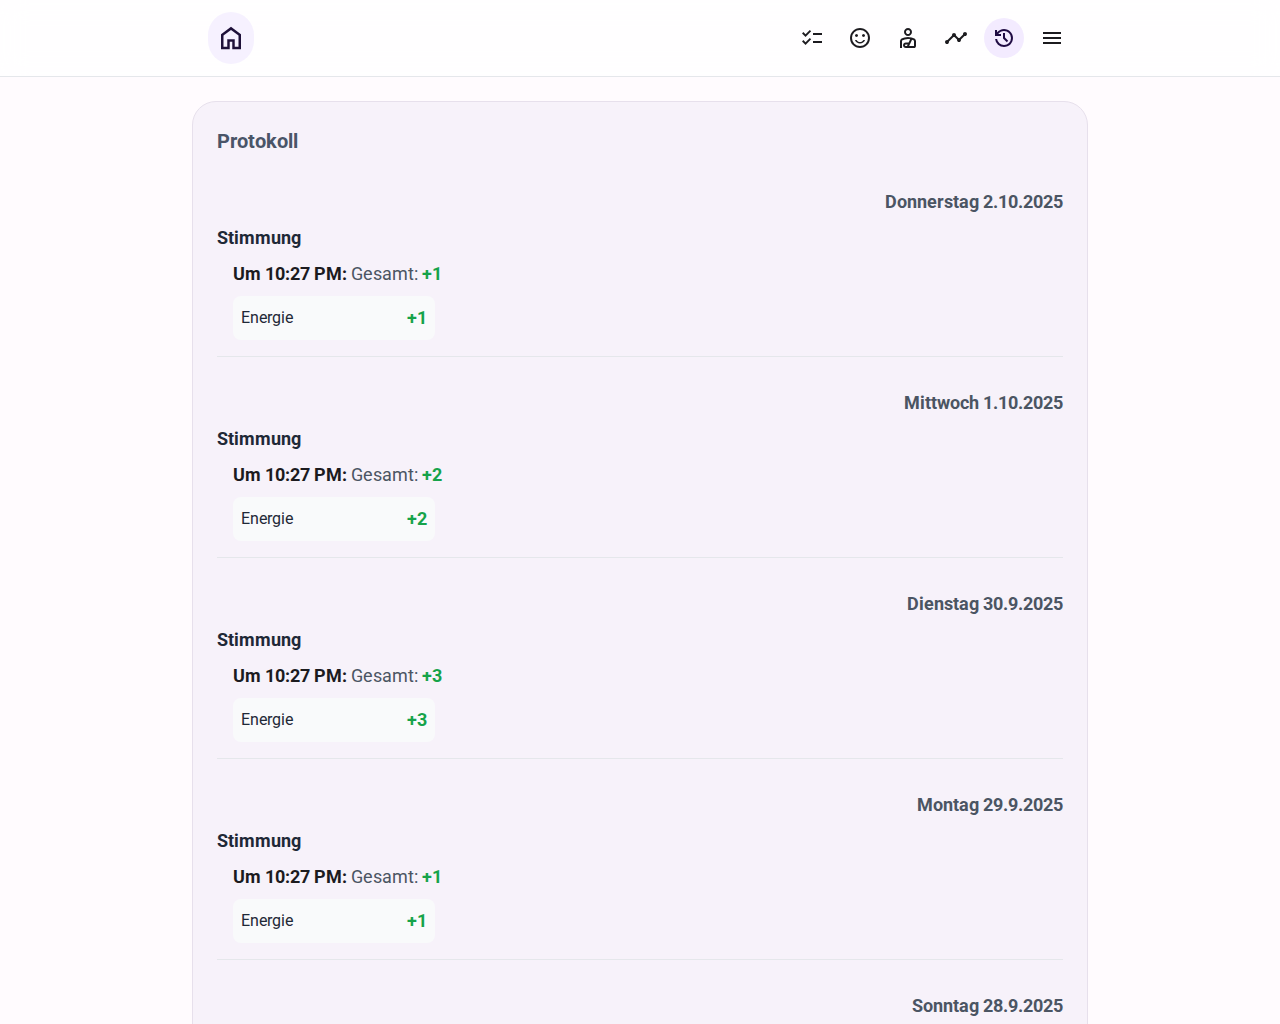 Protokoll
Donnerstag 2.10.2025
Stimmung
Um 10:27 PM: Gesamt: +1
Energie +1
Mittwoch 1.10.2025
Stimmung
Um 10:27 PM: Gesamt: +2
Energie +2
Dienstag 30.9.2025
Stimmung
Um 10:27 PM: Gesamt: +3
Energie +3
Montag 29.9.2025
Stimmung
Um 10:27 PM: Gesamt: +1
Energie +1
Sonntag 28.9.2025